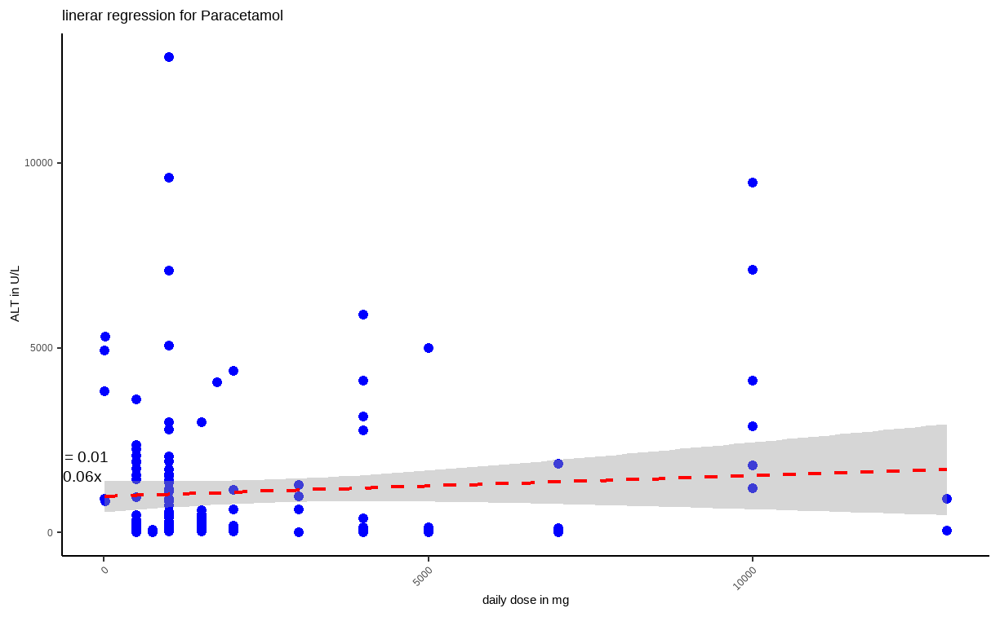 linerar regression for Paracetamol
10000
5000
0
ALT in U/L
= 0.01
0.06x
0
5000
10000
daily dose in mg